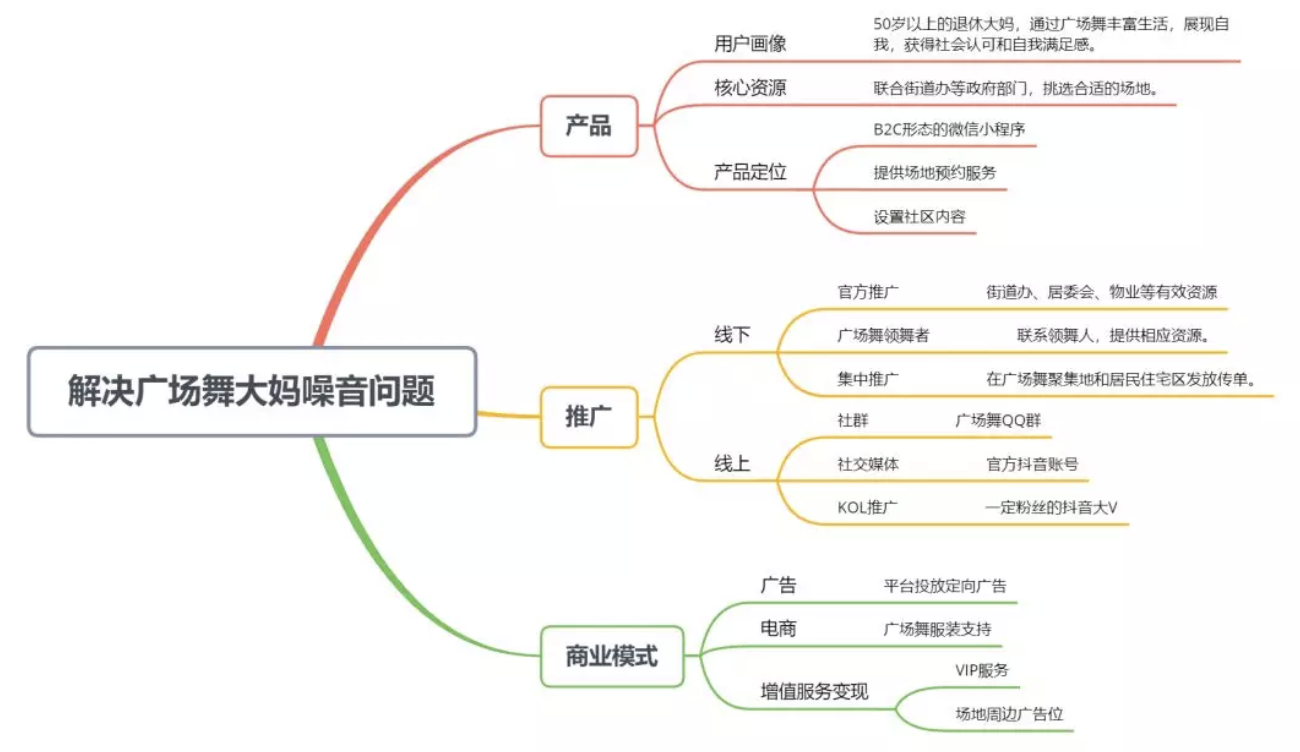 解决广场舞大妈噪音问题
产品
用户画像
50岁以上的退休大妈，通过广场舞丰富生活，展现自
我，获得社会认可和自我满足感。
核心资源
联合街道办等政府部门，挑选合适的场地。
产品定位
B2C形态的微信小程序
提供场地预约服务
设置社区内容
推广
线下
官方推广
街道办、居委会、物业等有效资源
广场舞领舞者
联系领舞人，提供相应资源。
集中推广
在广场舞聚集地和居民住宅区发放传单。
线上
社群
广场舞QQ群
社交媒体
官方抖音账号
KOL推广
一定粉丝的抖音大V
商业模式
广告
平台投放定向广告
电商
广场舞服装支持
增值服务变现
VIP服务
场地周边广告位